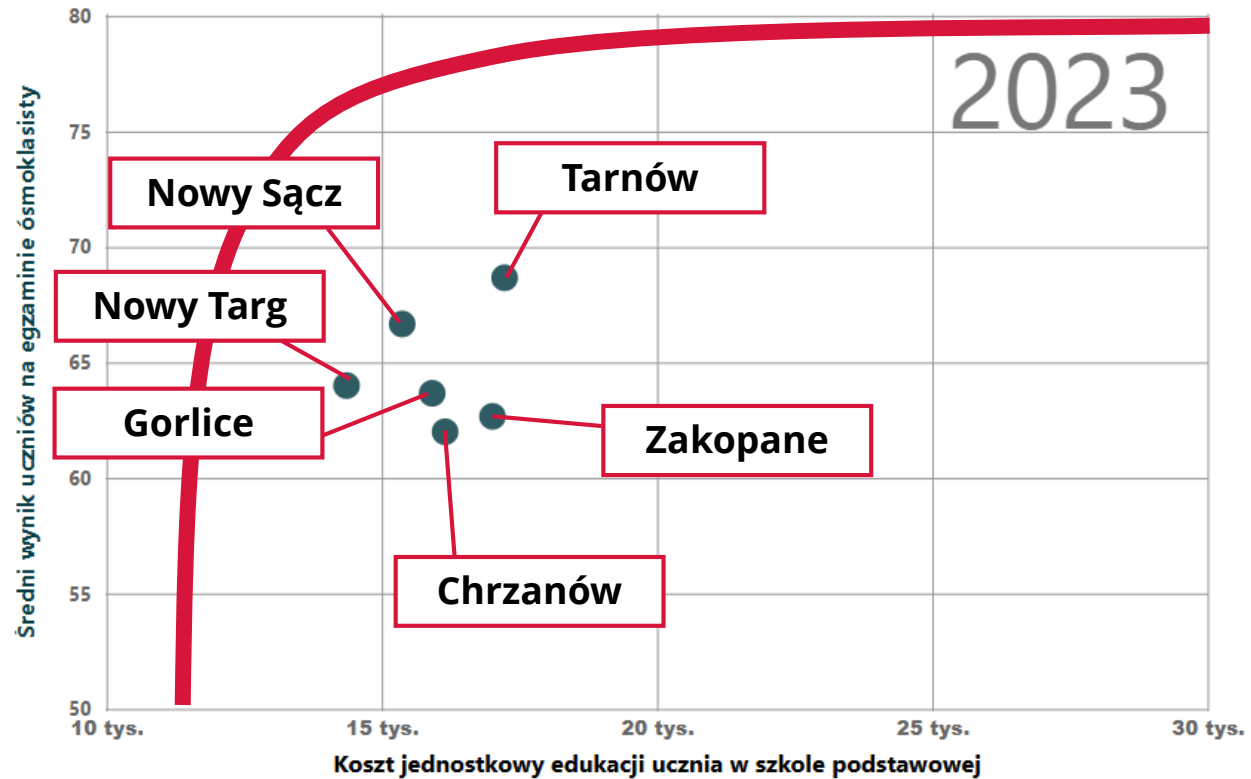 80
2023
75
Tarnów
Nowy Sącz
70
Nowy Targ
65
Gorlice
Zakopane
60
Chrzanów
55
50
10 tys.
15 tys.
20 tys.
25 tys.
30 tys.
Średni wynik uczniów na egzaminie ósmoklasisty
Koszt jednostkowy edukacji ucznia w szkole podstawowej